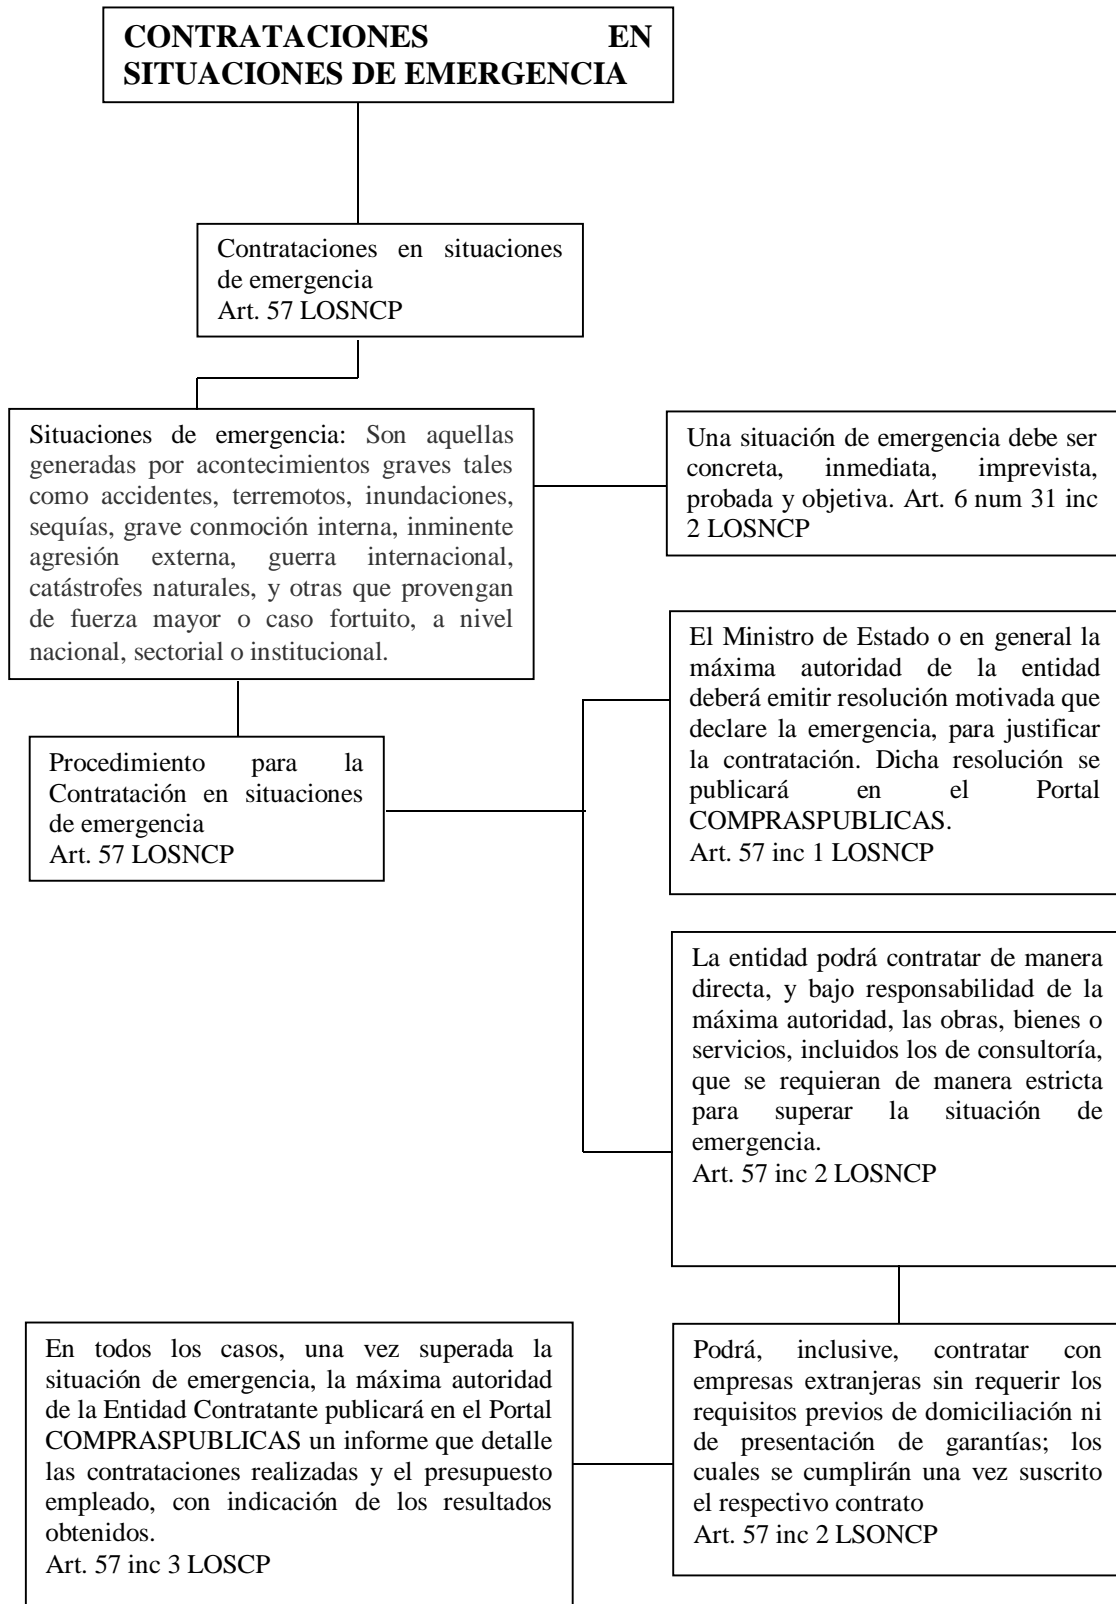 CONTRATACIONES EN
SITUACIONES DE EMERGENCIA
Contrataciones en situaciones
de emergencia
Art. 57 LOSNCP
Situaciones de emergencia: Son aquellas
generadas por acontecimientos graves tales
como accidentes, terremotos, inundaciones,
sequías, grave conmoción interna, inminente
agresión externa, guerra internacional,
catástrofes naturales, y otras que provengan
de fuerza mayor o caso fortuito, a nivel
nacional, sectorial o institucional.
Una situación de emergencia debe ser
concreta, inmediata, imprevista,
probada y objetiva. Art. 6 num 31 inc
2 LOSNCP
Procedimiento para la
Contratación en situaciones
de emergencia
Art. 57 LOSNCP
El Ministro de Estado o en general la
máxima autoridad de la entidad
deberá emitir resolución motivada que
declare la emergencia, para justificar
la contratación. Dicha resolución se
publicará en el Portal
COMPRASPUBLICAS.
Art. 57 inc 1 LOSNCP
La entidad podrá contratar de manera
directa, y bajo responsabilidad de la
máxima autoridad, las obras, bienes o
servicios, incluidos los de consultoría,
que se requieran de manera estricta
para superar la situación de
emergencia.
Art. 57 inc 2 LOSNCP
Podrá, inclusive, contratar con
empresas extranjeras sin requerir los
requisitos previos de domiciliación ni
de presentación de garantías; los
cuales se cumplirán una vez suscrito
el respectivo contrato
Art. 57 inc 2 LSONCP
En todos los casos, una vez superada la
situación de emergencia, la máxima autoridad
de la Entidad Contratante publicará en el Portal
COMPRASPUBLICAS un informe que detalle
las contrataciones realizadas y el presupuesto
empleado, con indicación de los resultados
obtenidos.
Art. 57 inc 3 LOSCP